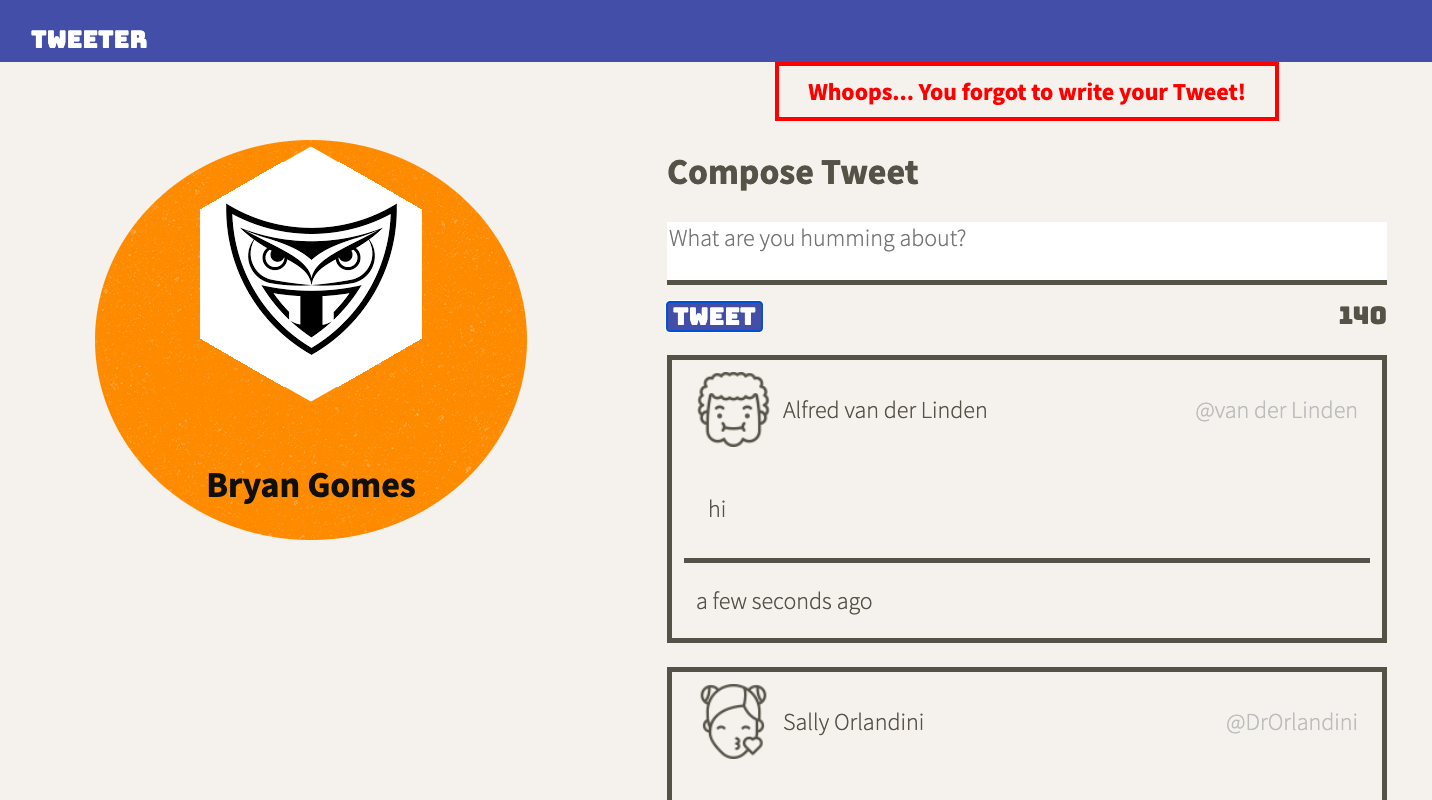 TWEETER
Whoops... You forgot to write your Tweet!
Bryan Gomes
Compose Tweet
What are you humming about?
TWEET
140
Alfred van der Linden
@van der Linden
hi
a few seconds ago
Sally Orlandini
@DrOrlandini